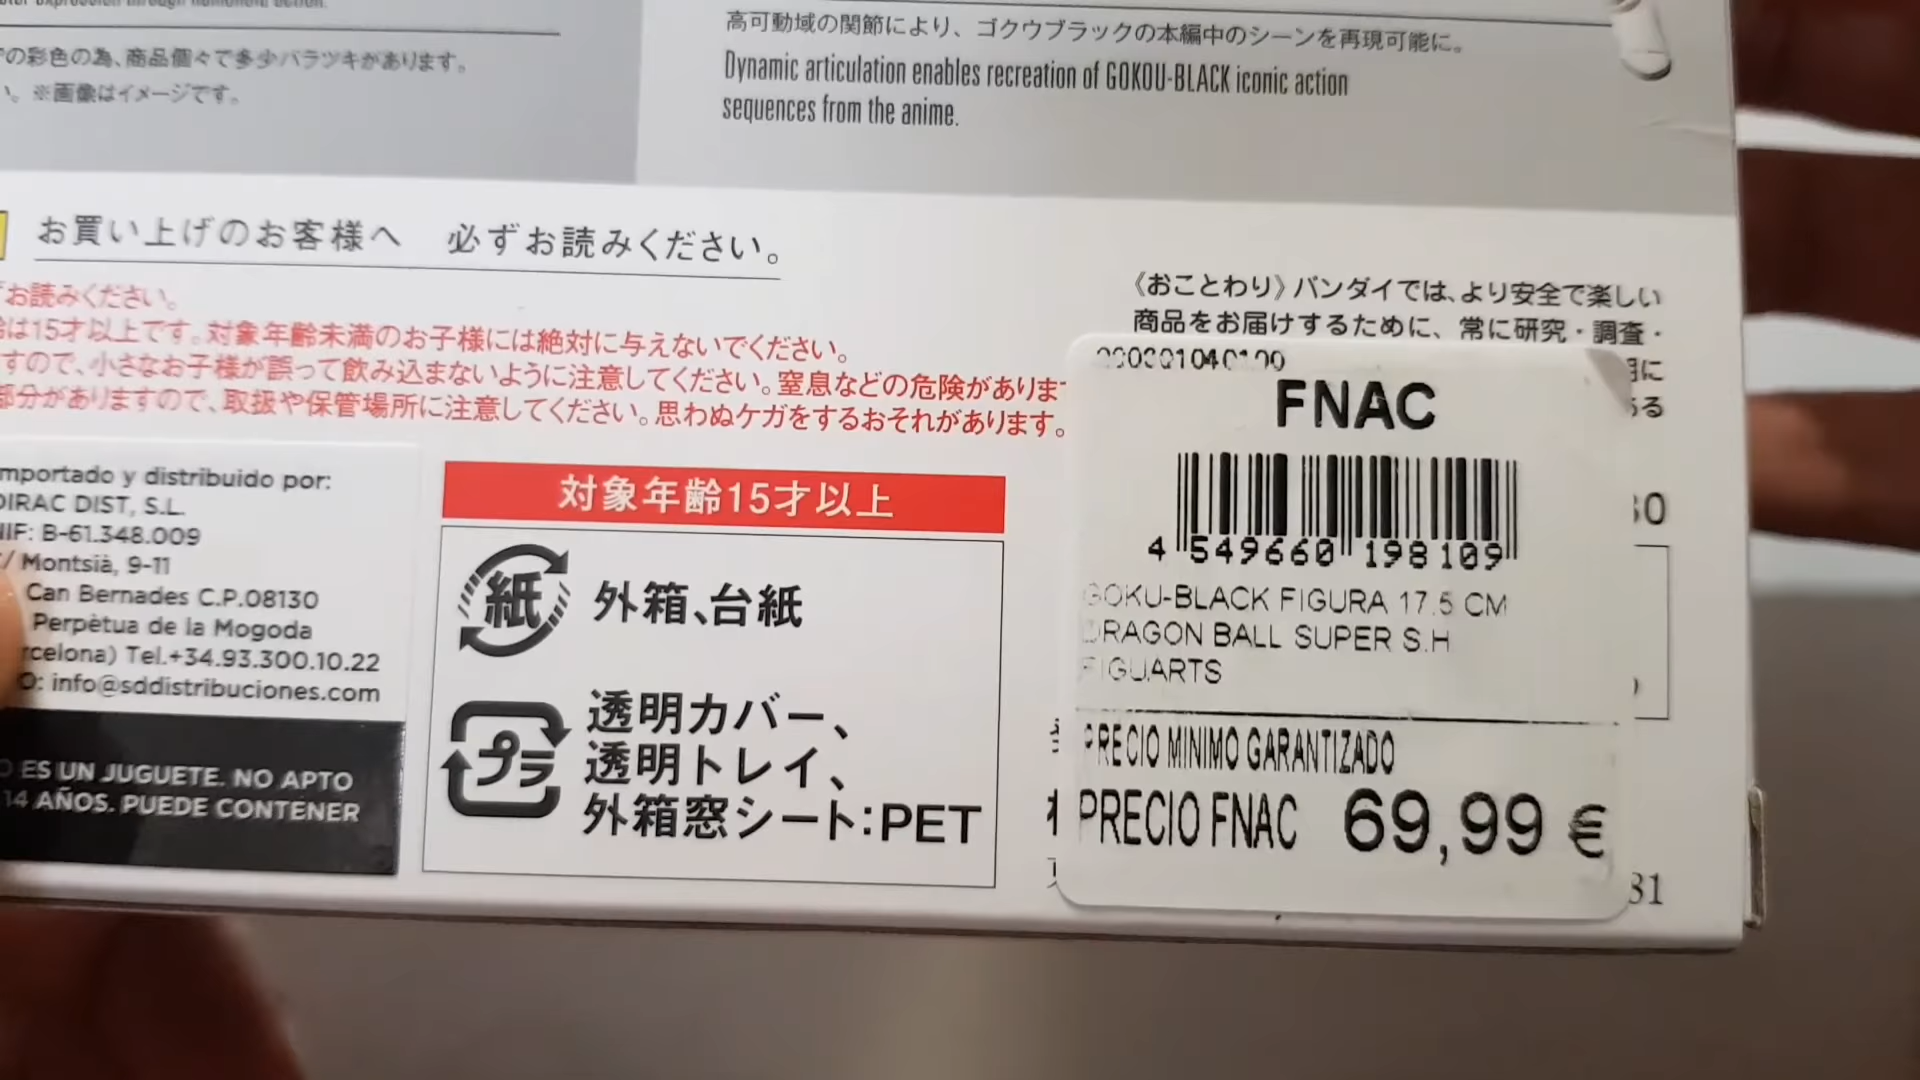 expression through
高可動域の関節により、ゴクウブラックの本編中のシーンを再現可能に。
Dynamic articulation enables recreation of GOKOU-BLACK iconic action
sequences from the anime.
の彩色の為、商品個々で多少バラツキがあります。
※画像はイメージです。
お買い上げのお客様へ 必ずお読みください。
お読みください。
は15才以上です。対象年齢未満のお子様には絶対に与えないでください。
すので、小さなお子様が誤って飲み込まないように注意してください。窒息などの危険がありま
部分がありますので、取扱や保管場所に注意してください。思わぬケガをするおそれがあります。
《おことわり》バンダイでは、より安全で楽しい
商品をお届けするために、常に研究・調査・
に
る
mportado y distribuido por:
DIRAC DIST, S.L.
NIF: B-61.348.009
C/ Montsià, 9-11
Can Bernades C.P.08130
Perpètua de la Mogoda
rcelona) Tel.+34.93.300.10.22
O: info@sddistribuciones.com
O ES UN JUGUETE. NO APTO
14 AÑOS. PUEDE CONTENER
対象年齢15才以上
紙 外箱、台紙
プラ 透明カバー、
透明トレイ、
外箱窓シート:PET
FNAC
4 549660 198109
GOKU-BLACK FIGURA 17.5 CM
DRAGON BALL SUPER S.H
FIGUARTS
PRECIO MINIMO GARANTIZADO
PRECIO FNAC 69,99 €
81